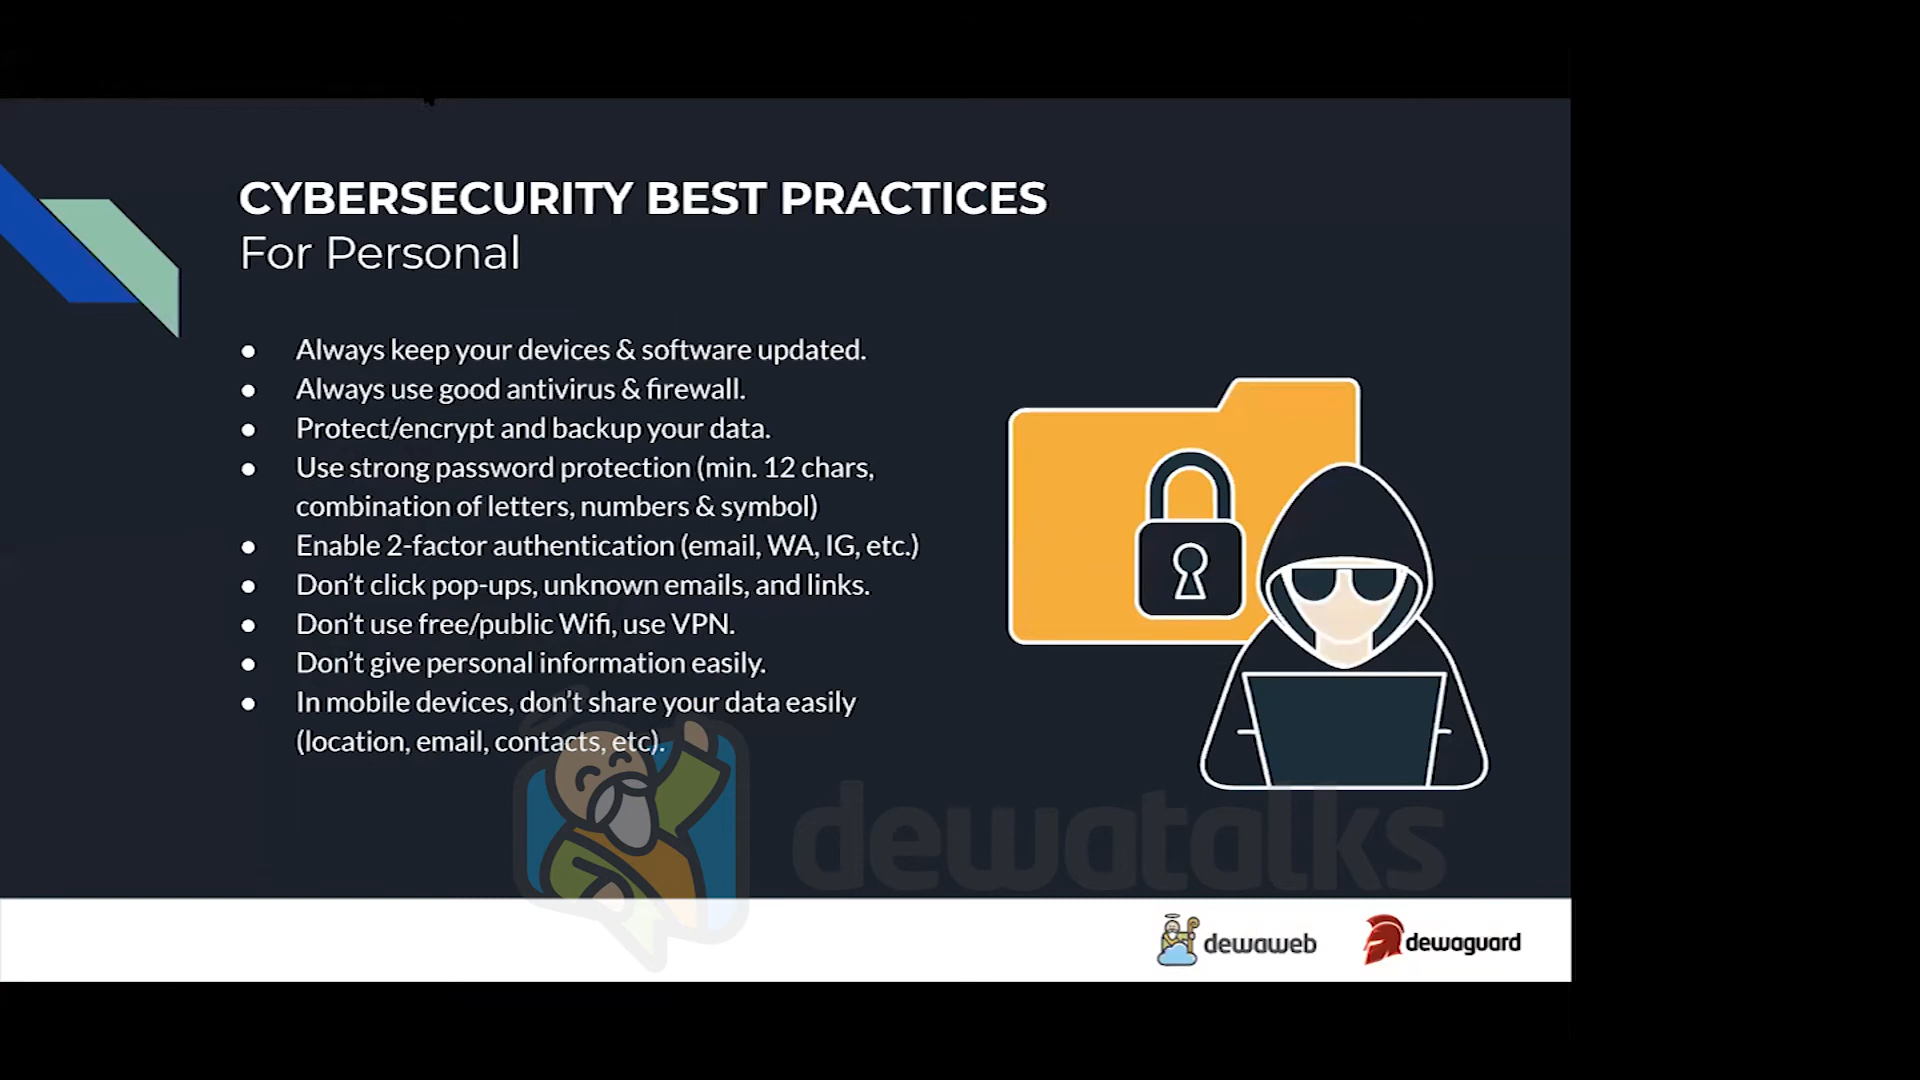 CYBERSECURITY BEST PRACTICES
For Personal
● Always keep your devices & software updated.
● Always use good antivirus & firewall.
● Protect/encrypt and backup your data.
● Use strong password protection (min. 12 chars,
combination of letters, numbers & symbol)
● Enable 2-factor authentication (email, WA, IG, etc.)
● Don’t click pop-ups, unknown emails, and links.
● Don’t use free/public Wifi, use VPN.
● Don’t give personal information easily.
● In mobile devices, don’t share your data easily
(location, email, contacts, etc).
dewatalks
dewaweb
dewaguard